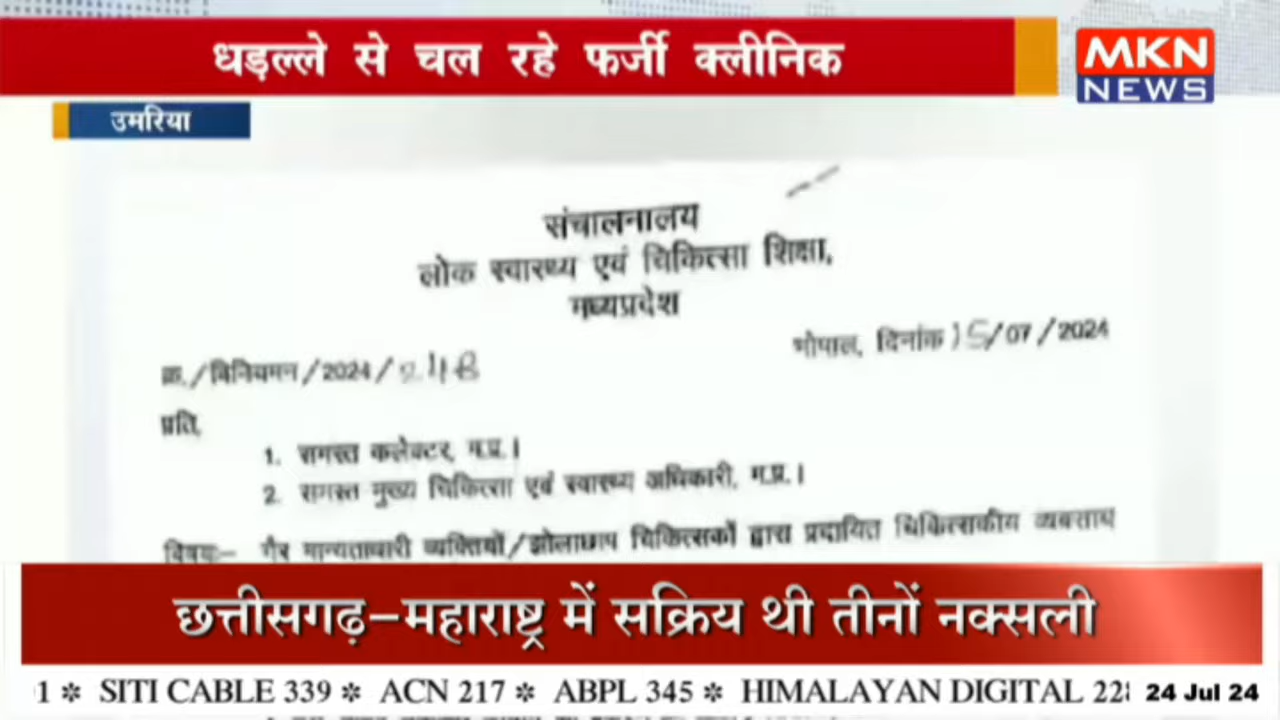 धड़ल्ले से चल रहे फर्जी क्लीनिक
MKN
NEWS
उमरिया
संचालनालय
लोक स्वास्थ्य एवं चिकित्सा शिक्षा,
मध्यप्रदेश
भोपाल, दिनांक 15/07/2024
क्र./विनियमन/2024/
प्रति,
1. समस्त कलेक्टर, म.प्र.।
2. समस्त मुख्य चिकित्सा एवं स्वास्थ्य अधिकारी, म.प्र.।
विषयः- गैर मान्यताधारी व्यक्तियों/झोलाछाप चिकित्सकों द्वारा प्रदायित चिकित्सकीय व्यवसाय
छत्तीसगढ़-महाराष्ट्र में सक्रिय थी तीनों नक्सली
1 ✲ SITI CABLE 339 ✲ ACN 217 ✲ ABPL 345 ✲ HIMALAYAN DIGITAL 228
24 Jul 24